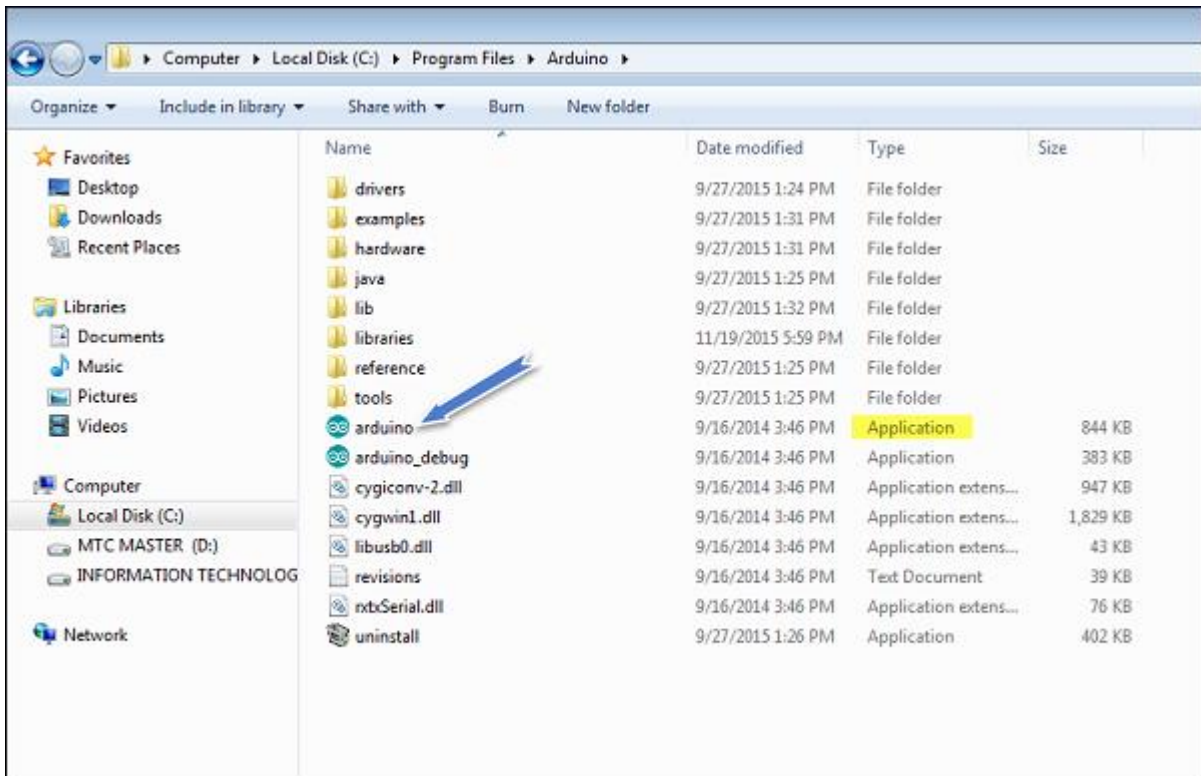 Computer Local Disk (C:) Program Files Arduino
Organize Include in library Share with Burn New folder
Favorites
Desktop
Downloads
Recent Places
Libraries
Documents
Music
Pictures
Videos
Computer
Local Disk (C:)
MTC MASTER (D:)
INFORMATION TECHNOLOG
Network
Name Date modified Type Size
drivers 9/27/2015 1:24 PM File folder
examples 9/27/2015 1:31 PM File folder
hardware 9/27/2015 1:31 PM File folder
java 9/27/2015 1:25 PM File folder
lib 9/27/2015 1:32 PM File folder
libraries 11/19/2015 5:59 PM File folder
reference 9/27/2015 1:25 PM File folder
tools 9/27/2015 1:25 PM File folder
arduino 9/16/2014 3:46 PM Application 844 KB
arduino_debug 9/16/2014 3:46 PM Application 383 KB
cygiconv-2.dll 9/16/2014 3:46 PM Application extens... 947 KB
cygwin1.dll 9/16/2014 3:46 PM Application extens... 1,829 KB
libusb0.dll 9/16/2014 3:46 PM Application extens... 43 KB
revisions 9/16/2014 3:46 PM Text Document 39 KB
rxtxSerial.dll 9/16/2014 3:46 PM Application extens... 76 KB
uninstall 9/27/2015 1:26 PM Application 402 KB